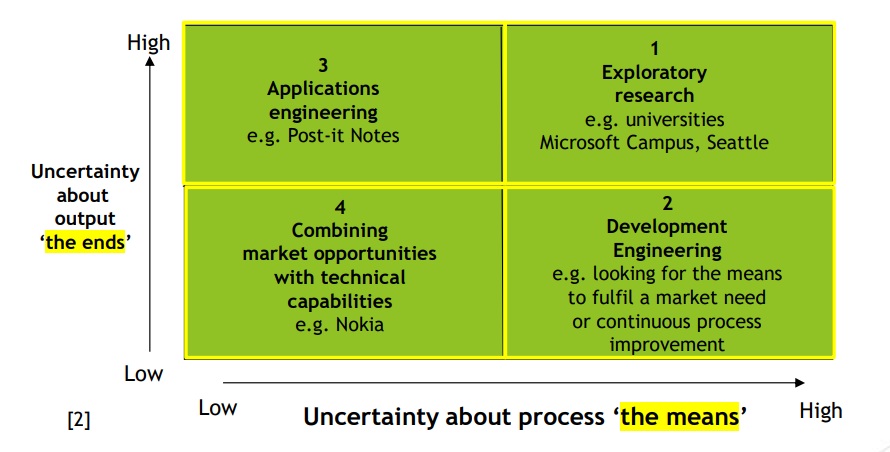 High
3
Applications
engineering
e.g. Post-it Notes
1
Exploratory
research
e.g. universities
Microsoft Campus, Seattle
Uncertainty
about
output
‘the ends’
4
Combining
market opportunities
with technical
capabilities
e.g. Nokia
2
Development
Engineering
e.g. looking for the means
to fulfil a market need
or continuous process
improvement
Low
[2]
Low
Uncertainty about process ‘the means’
High